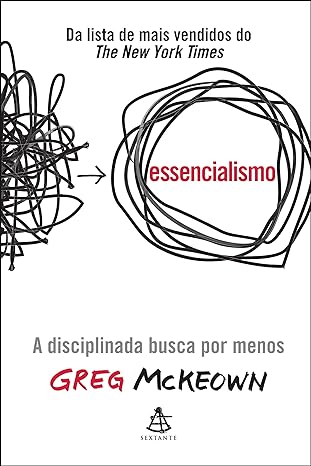 Da lista de mais vendidos do
The New York Times
essencialismo
A disciplinada busca por menos
GREG MCKEOWN
SEXTANTE